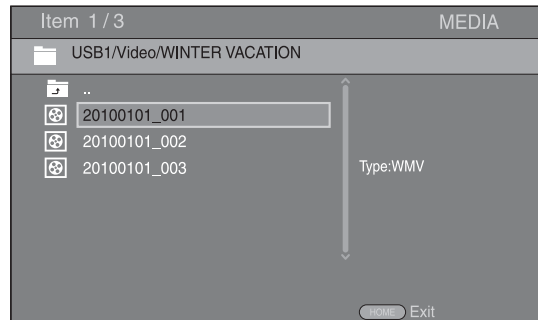 Item 1/3 MEDIA
USB1/Video/WINTER VACATION
..
20100101_001
20100101_002
20100101_003
Type:WMV
HOME Exit